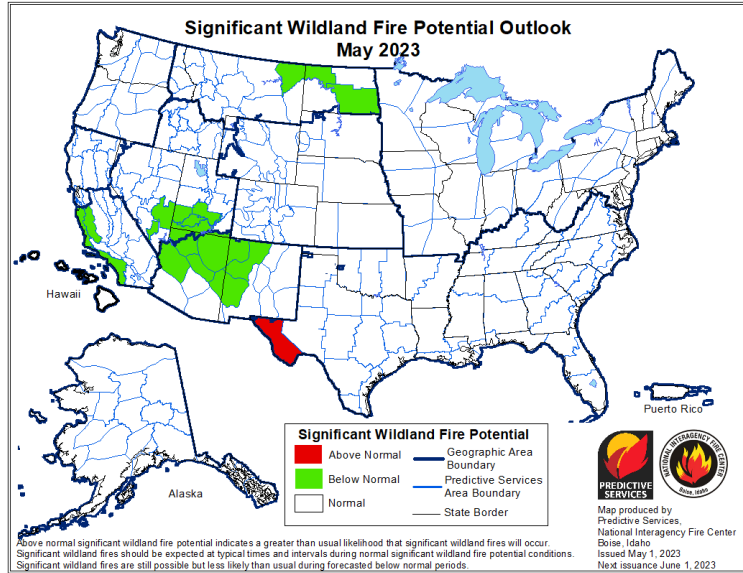 Significant Wildland Fire Potential Outlook
May 2023
Hawaii
Alaska
Puerto Rico
Significant Wildland Fire Potential
Above Normal
Below Normal
Normal
Geographic Area
Boundary
Predictive Services
Area Boundary
State Border
PREDICTIVE
SERVICES
NATIONAL INTERAGENCY FIRE CENTER
Boise, Idaho
Map produced by
Predictive Services,
National Interagency Fire Center
Boise, Idaho
Issued May 1, 2023
Next issuance June 1, 2023
Above normal significant wildland fire potential indicates a greater than usual likelihood that significant wildland fires will occur.
Significant wildland fires should be expected at typical times and intervals during normal significant wildland fire potential conditions.
Significant wildland fires are still possible but less likely than usual during forecasted below normal periods.